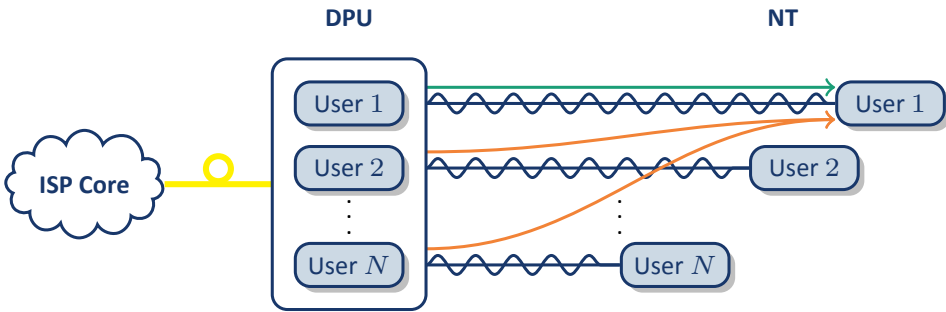 DPU
NT
User 1
User 1
ISP Core
User 2
User 2
User N
User N